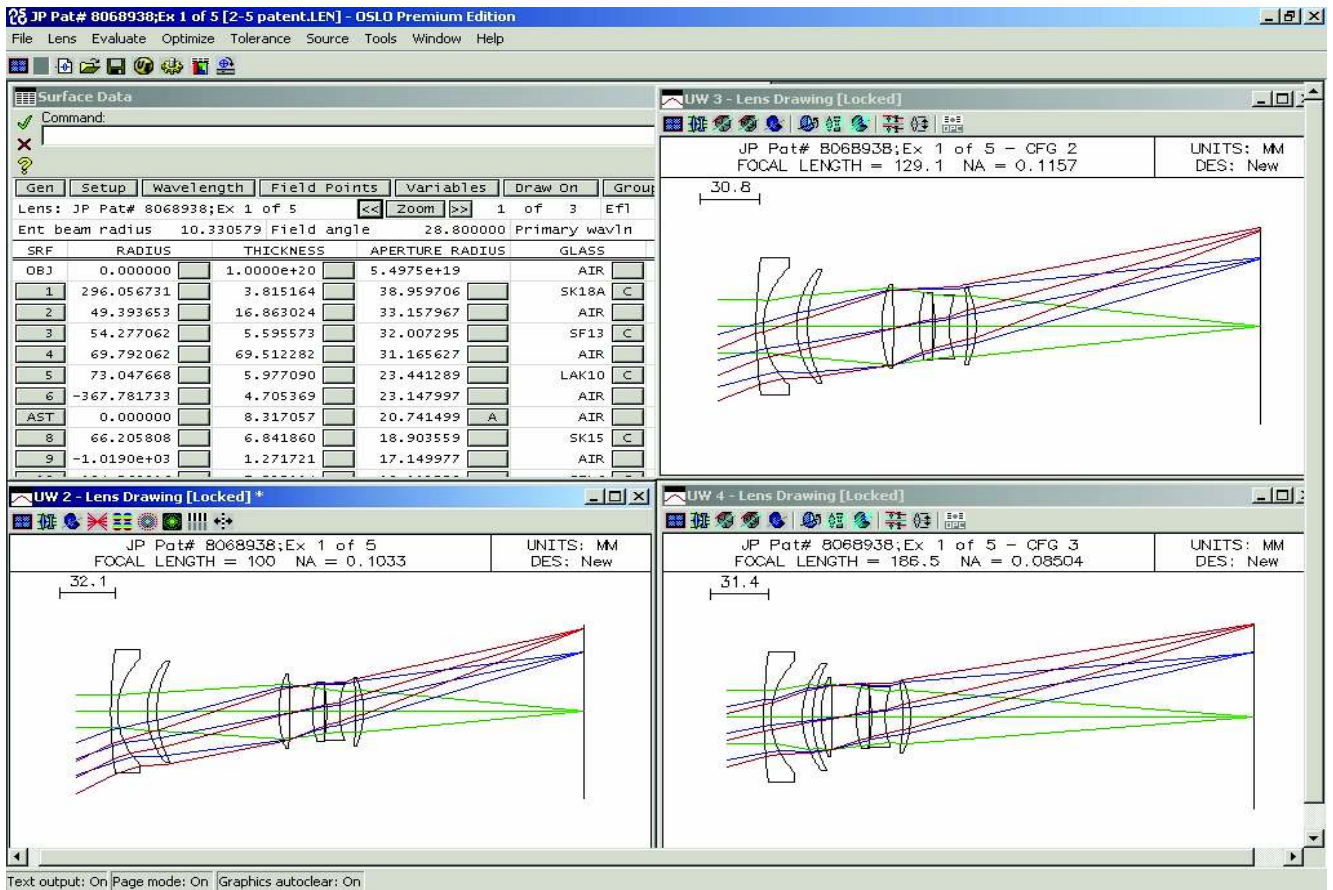 JP Pat# 8068938;Ex 1 of 5 [2-5 patent.LEN] - OSLO Premium Edition
File Lens Evaluate Optimize Tolerance Source Tools Window Help
Surface Data
Command:
Gen Setup Wavelength Field Points Variables Draw On Group
Lens: JP Pat# 8068938;Ex 1 of 5 << Zoom >> 1 of 3 Efl
Ent beam radius 10.330579 Field angle 28.800000 Primary wavln
SRF RADIUS THICKNESS APERTURE RADIUS GLASS
OBJ 0.000000 1.0000e+20 5.4975e+19 AIR
1 296.056731 3.815164 38.959706 SK18A C
2 49.393653 16.863024 33.157967 AIR
3 54.277062 5.595573 32.007295 SF13 C
4 69.792062 69.512282 31.165627 AIR
5 73.047668 5.977090 23.441289 LAK10 C
6 -367.781733 4.705369 23.147997 AIR
AST 0.000000 8.317057 20.741499 A AIR
8 66.205808 6.841860 18.903559 SK15 C
9 -1.0190e+03 1.271721 17.149977 AIR
UW 3 - Lens Drawing [Locked]
JP Pat# 8068938;Ex 1 of 5 - CFG 2
FOCAL LENGTH = 129.1 NA = 0.1157
UNITS: MM
DES: New
30.8
UW 2 - Lens Drawing [Locked] *
JP Pat# 8068938;Ex 1 of 5
FOCAL LENGTH = 100 NA = 0.1033
UNITS: MM
DES: New
32.1
UW 4 - Lens Drawing [Locked]
JP Pat# 8068938;Ex 1 of 5 - CFG 3
FOCAL LENGTH = 186.5 NA = 0.08504
UNITS: MM
DES: New
31.4
Text output: On Page mode: On Graphics autoclear: On